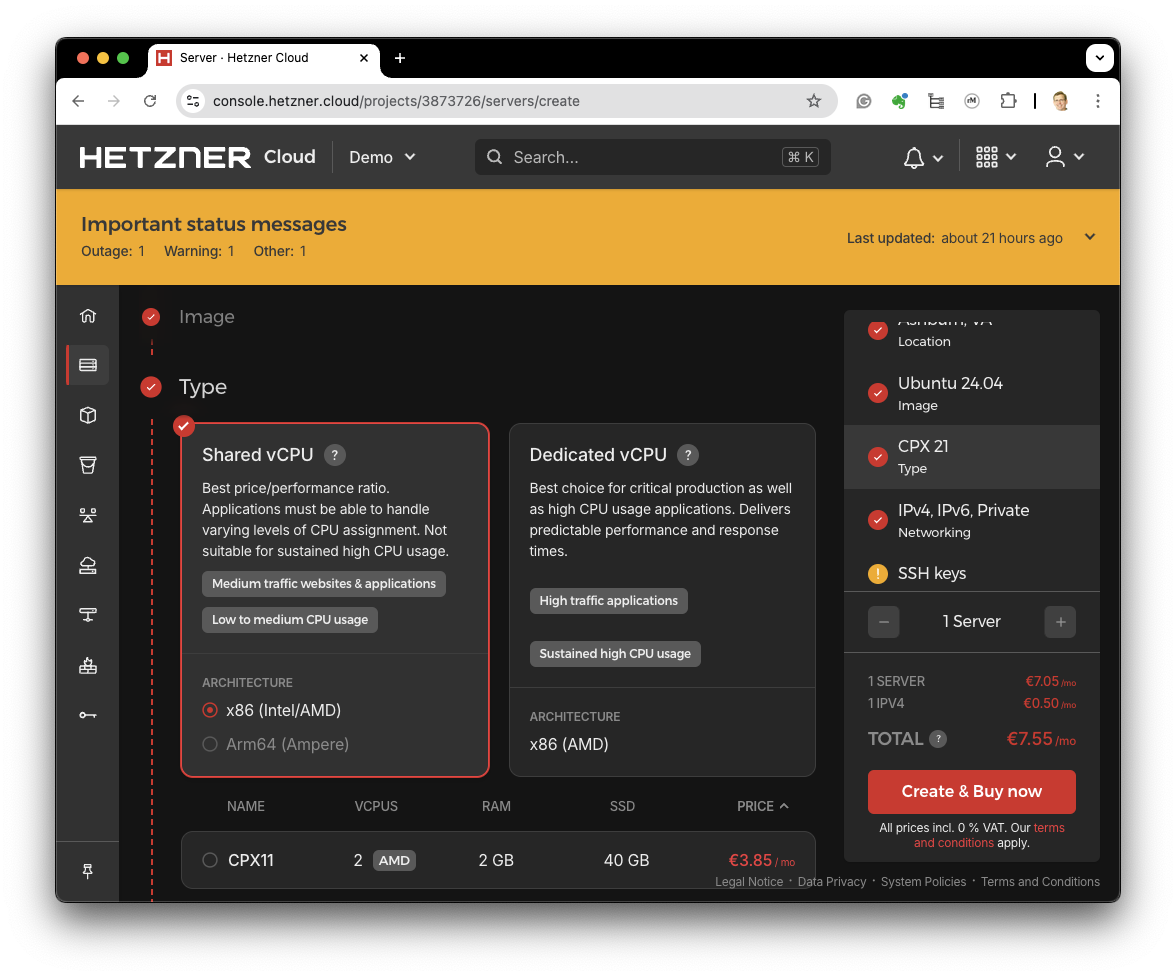 Server · Hetzner Cloud
console.hetzner.cloud/projects/3873726/servers/create
HETZNER Cloud
Demo
Search...
⌘ K
Important status messages
Outage: 1 Warning: 1 Other: 1
Last updated: about 21 hours ago
Image
Type
Shared vCPU ?
Best price/performance ratio.
Applications must be able to handle
varying levels of CPU assignment. Not
suitable for sustained high CPU usage.
Medium traffic websites & applications
Low to medium CPU usage
ARCHITECTURE
x86 (Intel/AMD)
Arm64 (Ampere)
Dedicated vCPU ?
Best choice for critical production as well
as high CPU usage applications. Delivers
predictable performance and response
times.
High traffic applications
Sustained high CPU usage
ARCHITECTURE
x86 (AMD)
NAME VCPUS RAM SSD PRICE
CPX11 2 AMD 2 GB 40 GB €3.85 / mo
Ashburn, VA
Location
Ubuntu 24.04
Image
CPX 21
Type
IPv4, IPv6, Private
Networking
SSH keys
− 1 Server +
1 SERVER €7.05 /mo
1 IPV4 €0.50 /mo
TOTAL ? €7.55 /mo
Create & Buy now
All prices incl. 0 % VAT. Our terms
and conditions apply.
Legal Notice · Data Privacy · System Policies · Terms and Conditions